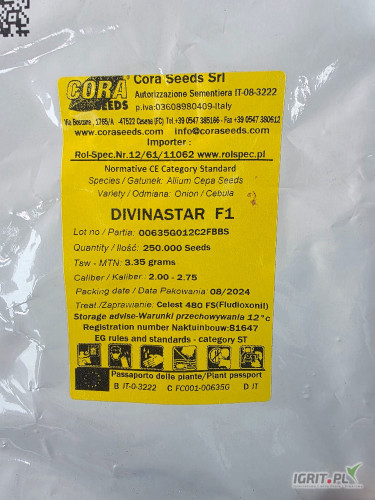 CORA SEEDS
Cora Seeds Srl
Autorizzazione Sementiera IT-08-3222
p.iva:03608980409-Italy
Via Bevcone , 1765/A -47522 Cesena (FC) Tel +39 0547 385166 - Fax +39 0547 380612
www.coraseeds.com info@coraseeds.com
Importer :
Rol-Spec.Nr.12/61/11062 www.rolspec.pl
Normative CE Category Standard
Species / Gatunek: Allium Cepa Seeds
Variety / Odmiana: Onion / Cebula
DIVINASTAR F1
Lot no / Partia: 00635G012C2FBBS
Quantity / Ilość: 250.000 Seeds
Tsw - MTN: 3.35 grams
Caliber / Kaliber : 2.00 - 2.75
Packing date / Data Pakowania: 08/2024
Treat./Zaprawianie: Celest 480 FS(Fludioxonil)
Storage advise-Warunki przechowywania 12°c
Registration number Naktuinbouw:81647
EG rules and standards - category ST
Passaporto delle piante/Plant passport
B IT-0-3222 C FC001-00635G D IT
IGRIT.PL